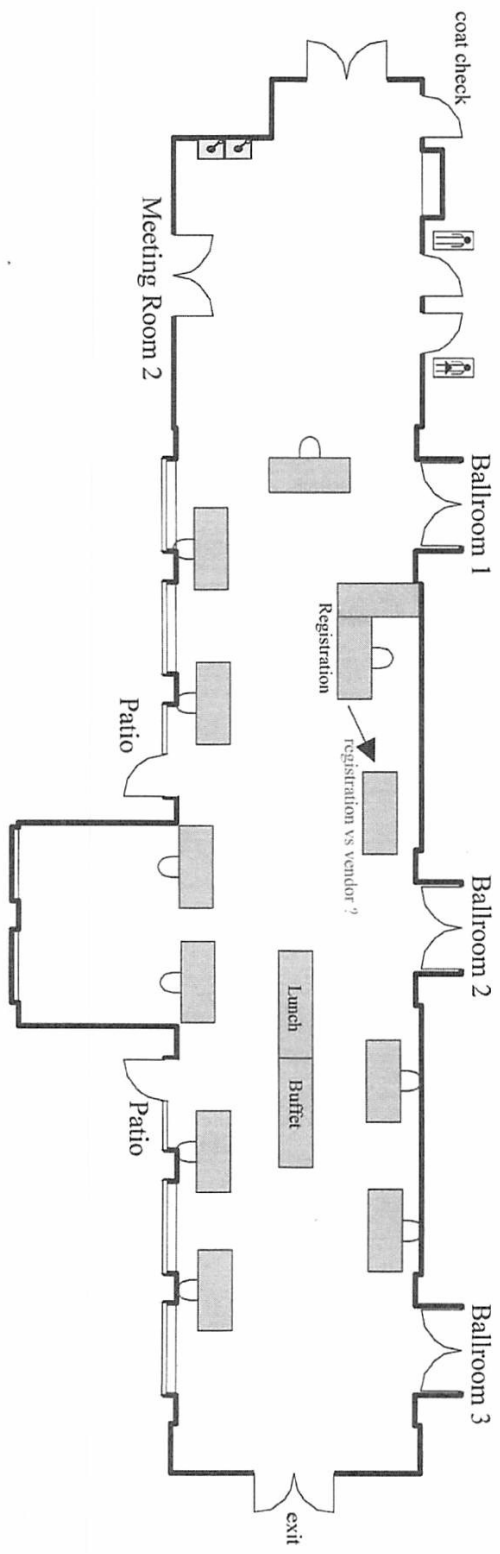 coat check
Ballroom 1
Ballroom 2
Ballroom 3
Registration
registration vs vendor ?
Lunch
Buffet
exit
Meeting Room 2
Patio
Patio